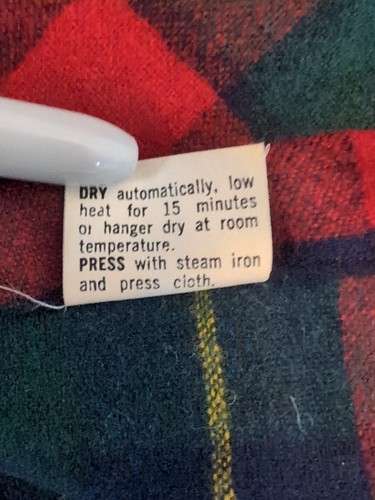 DRY automatically, low
heat for 15 minutes
or hanger dry at room
temperature.
PRESS with steam iron
and press cloth.